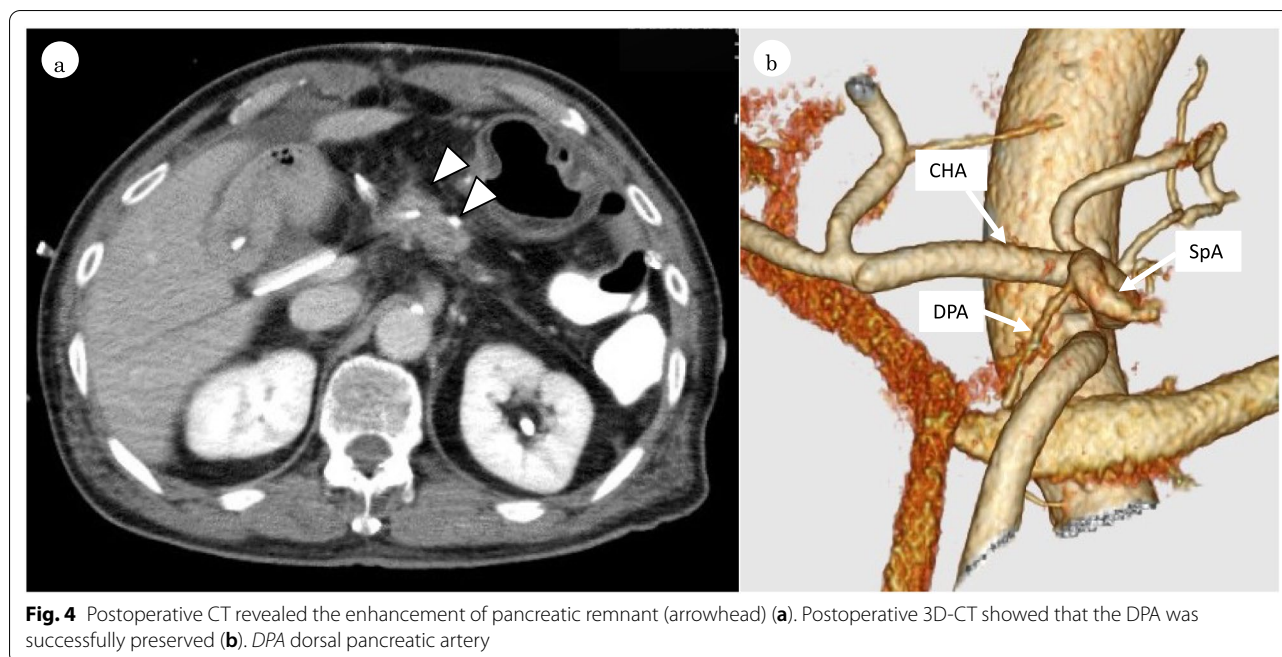 a
b
CHA
SpA
DPA
Fig. 4 Postoperative CT revealed the enhancement of pancreatic remnant (arrowhead) (a). Postoperative 3D-CT showed that the DPA was
successfully preserved (b). DPA dorsal pancreatic artery